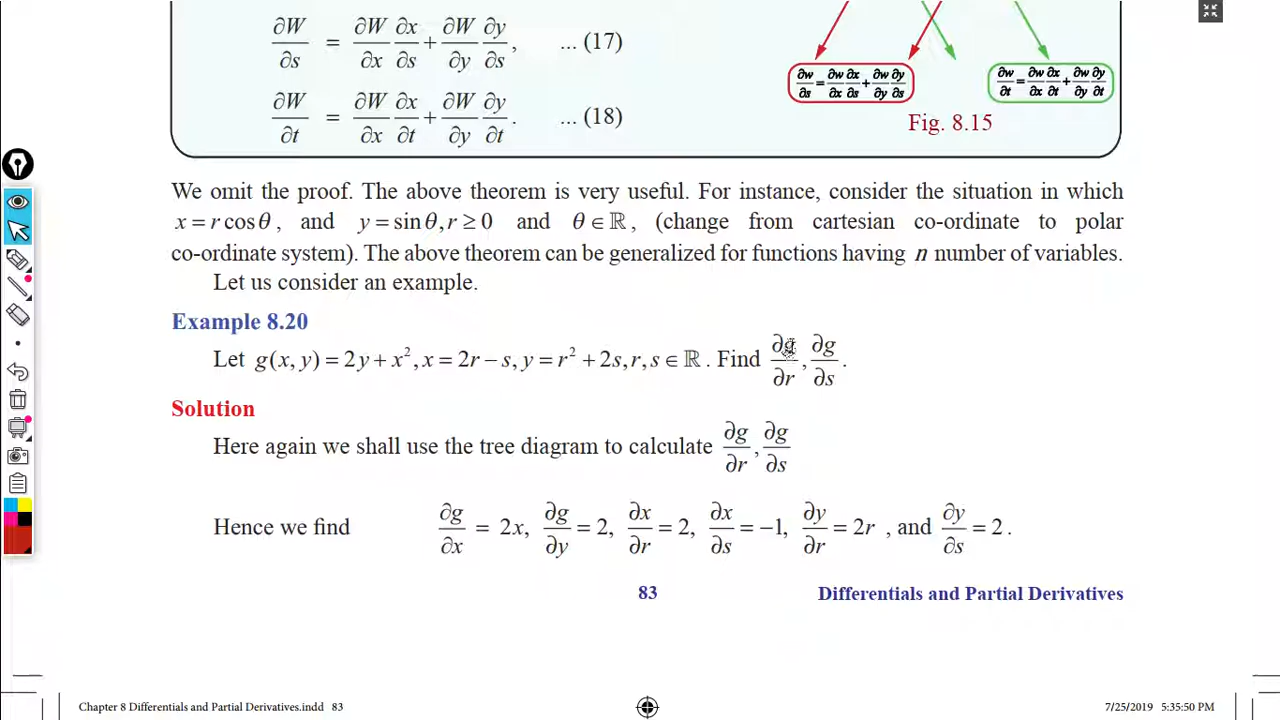 ∂W/∂s = ∂W/∂x ∂x/∂s + ∂W/∂y ∂y/∂s, ... (17)
∂W/∂t = ∂W/∂x ∂x/∂t + ∂W/∂y ∂y/∂t. ... (18)
∂w/∂s = ∂w/∂x ∂x/∂s + ∂w/∂y ∂y/∂s
∂w/∂t = ∂w/∂x ∂x/∂t + ∂w/∂y ∂y/∂t
Fig. 8.15
We omit the proof. The above theorem is very useful. For instance, consider the situation in which
x = r cosθ, and y = sinθ, r ≥ 0 and θ ∈ ℝ, (change from cartesian co-ordinate to polar
co-ordinate system). The above theorem can be generalized for functions having n number of variables.
Let us consider an example.
Example 8.20
Let g(x, y) = 2y + x², x = 2r − s, y = r² + 2s, r, s ∈ ℝ. Find ∂g/∂r, ∂g/∂s.
Solution
Here again we shall use the tree diagram to calculate ∂g/∂r, ∂g/∂s
Hence we find ∂g/∂x = 2x, ∂g/∂y = 2, ∂x/∂r = 2, ∂x/∂s = −1, ∂y/∂r = 2r , and ∂y/∂s = 2.
83 Differentials and Partial Derivatives
Chapter 8 Differentials and Partial Derivatives.indd 83 7/25/2019 5:35:50 PM